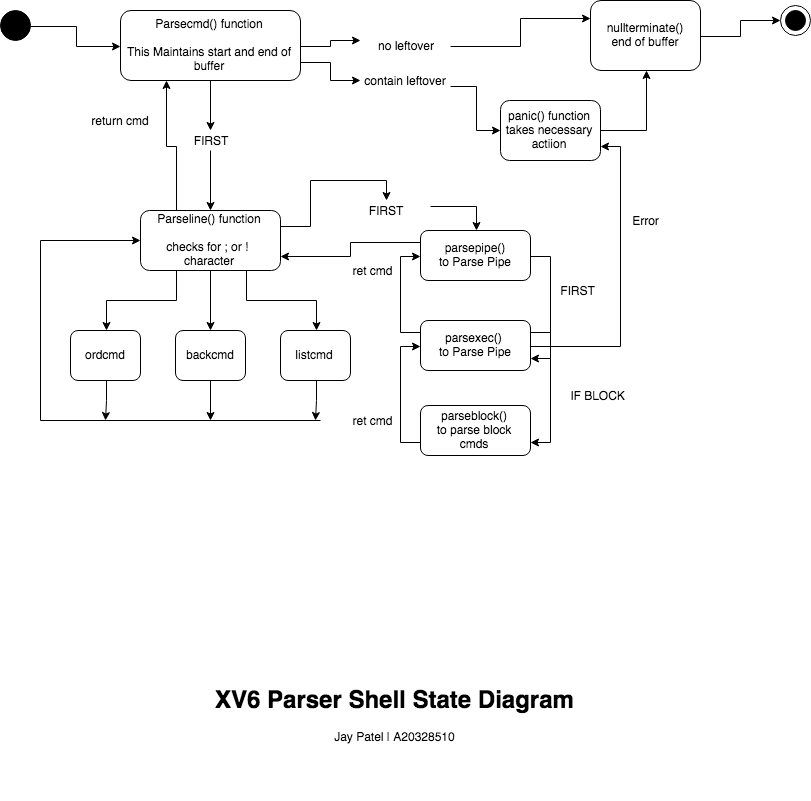 Parsecmd() function
This Maintains start and end of
buffer
no leftover
contain leftover
nullterminate()
end of buffer
panic() function
takes necessary
actiion
return cmd
FIRST
Parseline() function
checks for ; or !
character
FIRST
Error
parsepipe()
to Parse Pipe
ret cmd
FIRST
parsexec()
to Parse Pipe
ordcmd
backcmd
listcmd
IF BLOCK
ret cmd
parseblock()
to parse block
cmds
XV6 Parser Shell State Diagram
Jay Patel | A20328510